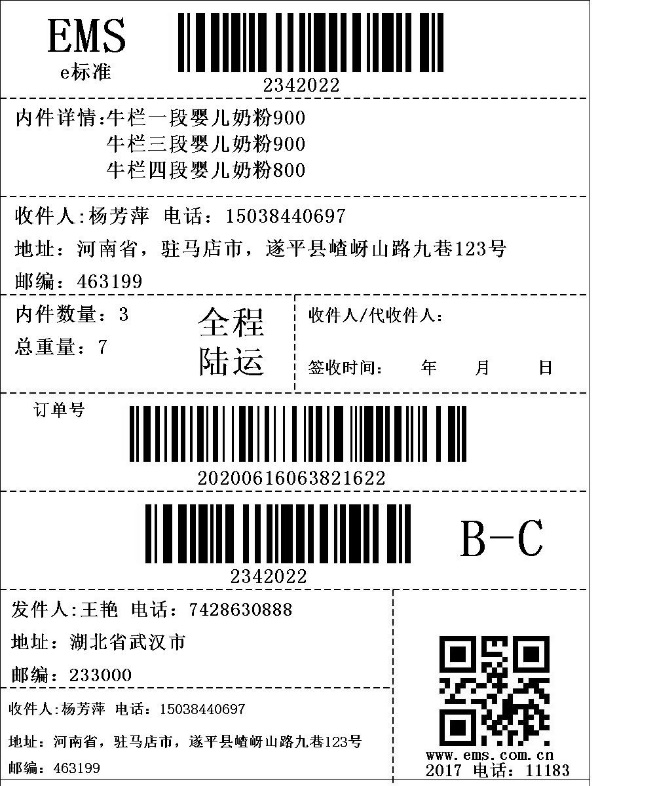 EMS
e标准
2342022
内件详情:牛栏一段婴儿奶粉900
牛栏三段婴儿奶粉900
牛栏四段婴儿奶粉800
收件人:杨芳萍 电话：15038440697
地址：河南省，驻马店市，遂平县嵖岈山路九巷123号
邮编：463199
内件数量：3
总重量：7
全程
陆运
收件人/代收件人：
签收时间： 年 月 日
订单号
20200616063821622
2342022
B-C
发件人:王艳 电话：7428630888
地址：湖北省武汉市
邮编：233000
收件人:杨芳萍 电话：15038440697
地址：河南省，驻马店市，遂平县嵖岈山路九巷123号
邮编：463199
www.ems.com.cn
2017 电话：11183